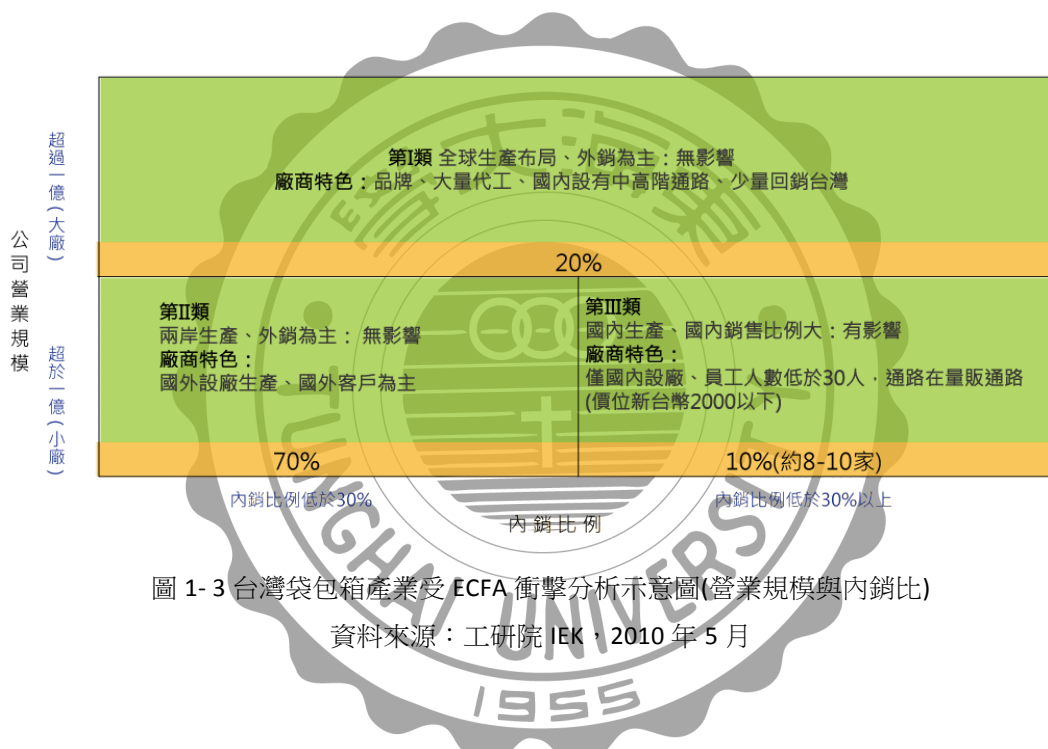 第I類 全球生產布局、外銷為主：無影響
廠商特色：品牌、大量代工、國內設有中高階通路、少量回銷台灣
20%
超過一億(大廠)
公司營業規模
超於一億(小廠)
第II類
兩岸生產、外銷為主： 無影響
廠商特色：
國外設廠生產、國外客戶為主
70%
第III類
國內生產、國內銷售比例大：有影響
廠商特色：
僅國內設廠、員工人數低於30人，通路在量販通路
(價位新台幣2000以下)
10%(約8-10家)
內銷比例低於30%
內銷比例低於30%以上
內銷比例
圖 1- 3 台灣袋包箱產業受 ECFA 衝擊分析示意圖(營業規模與內銷比)
資料來源：工研院 IEK，2010 年 5 月
東海大學
TUNGHAI UNIVERSITY
1955